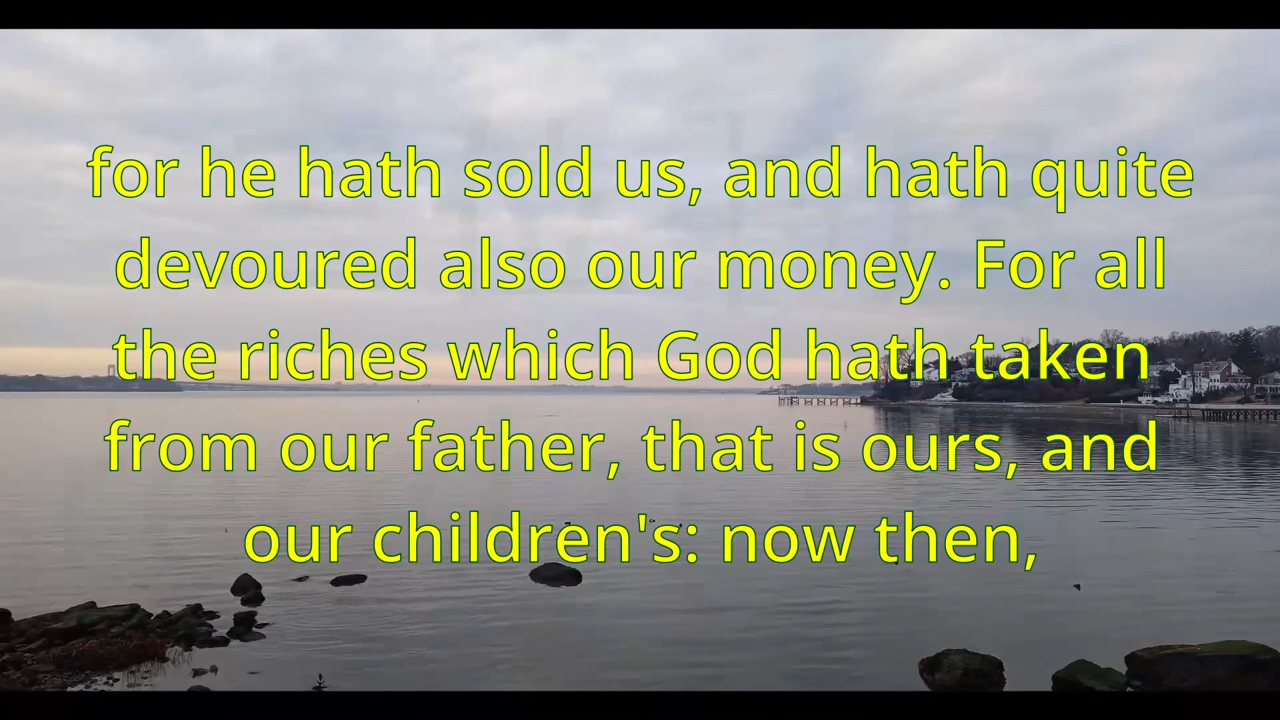 for he hath sold us, and hath quite
devoured also our money. For all
the riches which God hath taken
from our father, that is ours, and
our children's: now then,